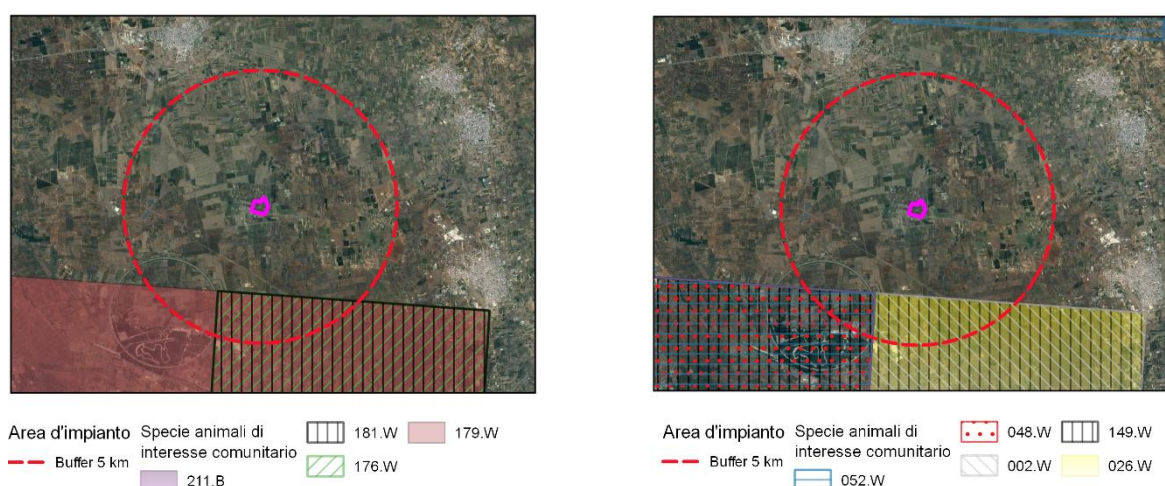 Area d'impianto
Buffer 5 km
Specie animali di
interesse comunitario
211.B
181.W
179.W
176.W
Area d'impianto
Buffer 5 km
Specie animali di
interesse comunitario
052.W
048.W
149.W
002.W
026.W